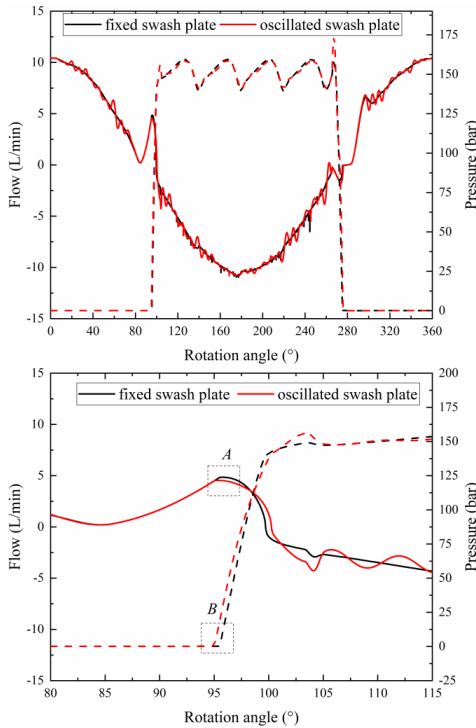 fixed swash plate oscillated swash plate
15
10
5
0
-5
-10
-15
Flow (L/min)
175
150
125
100
75
50
25
0
Pressure (bar)
0 40 80 120 160 200 240 280 320 360
Rotation angle (°)
fixed swash plate oscillated swash plate
15
10
5
0
-5
-10
-15
Flow (L/min)
A
B
200
175
150
125
100
75
50
25
0
-25
Pressure (bar)
80 85 90 95 100 105 110 115
Rotation angle (°)